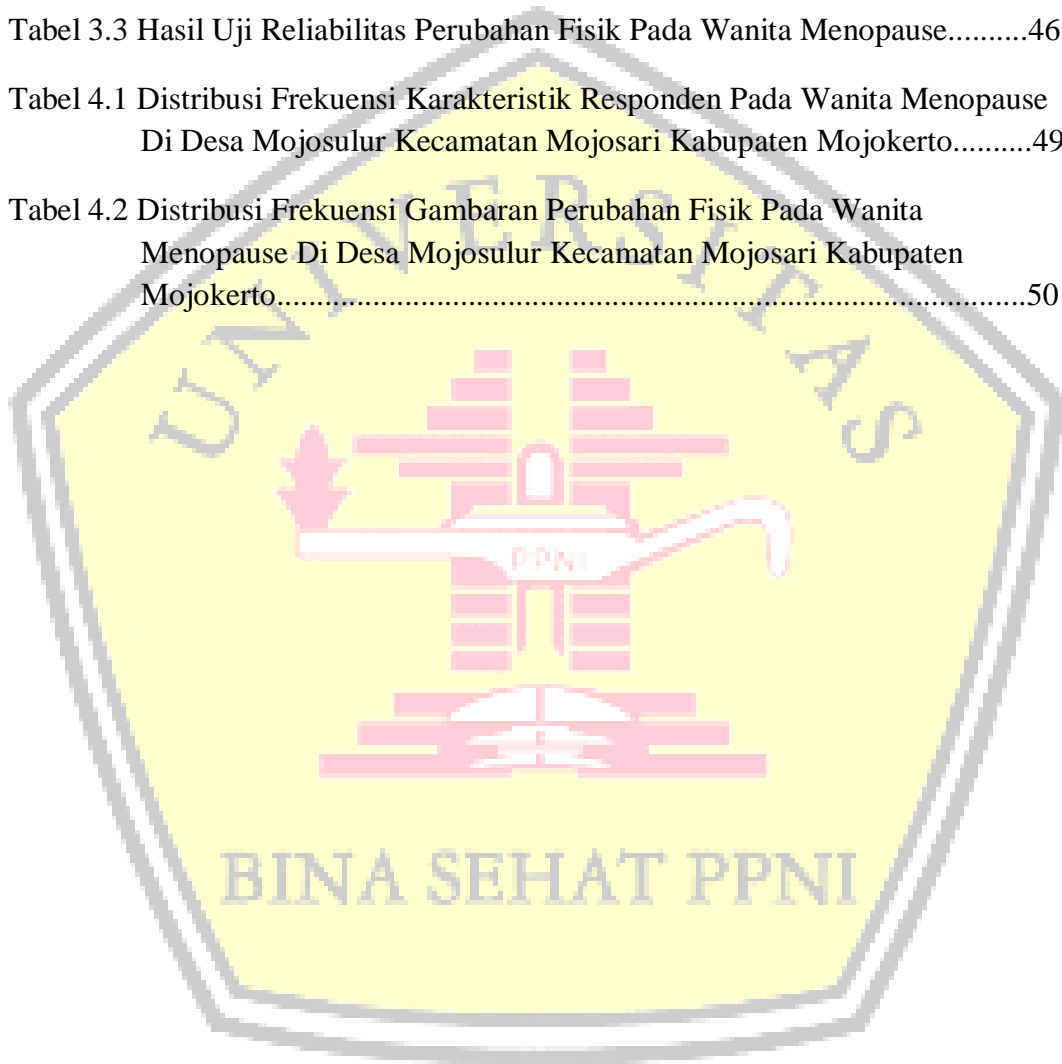 Tabel 3.3 Hasil Uji Reliabilitas Perubahan Fisik Pada Wanita Menopause..........46
Tabel 4.1 Distribusi Frekuensi Karakteristik Responden Pada Wanita Menopause
Di Desa Mojosulur Kecamatan Mojosari Kabupaten Mojokerto.........49
Tabel 4.2 Distribusi Frekuensi Gambaran Perubahan Fisik Pada Wanita
Menopause Di Desa Mojosulur Kecamatan Mojosari Kabupaten
Mojokerto..................................................................................50
UNIVERSITAS
PPNI
BINA SEHAT PPNI